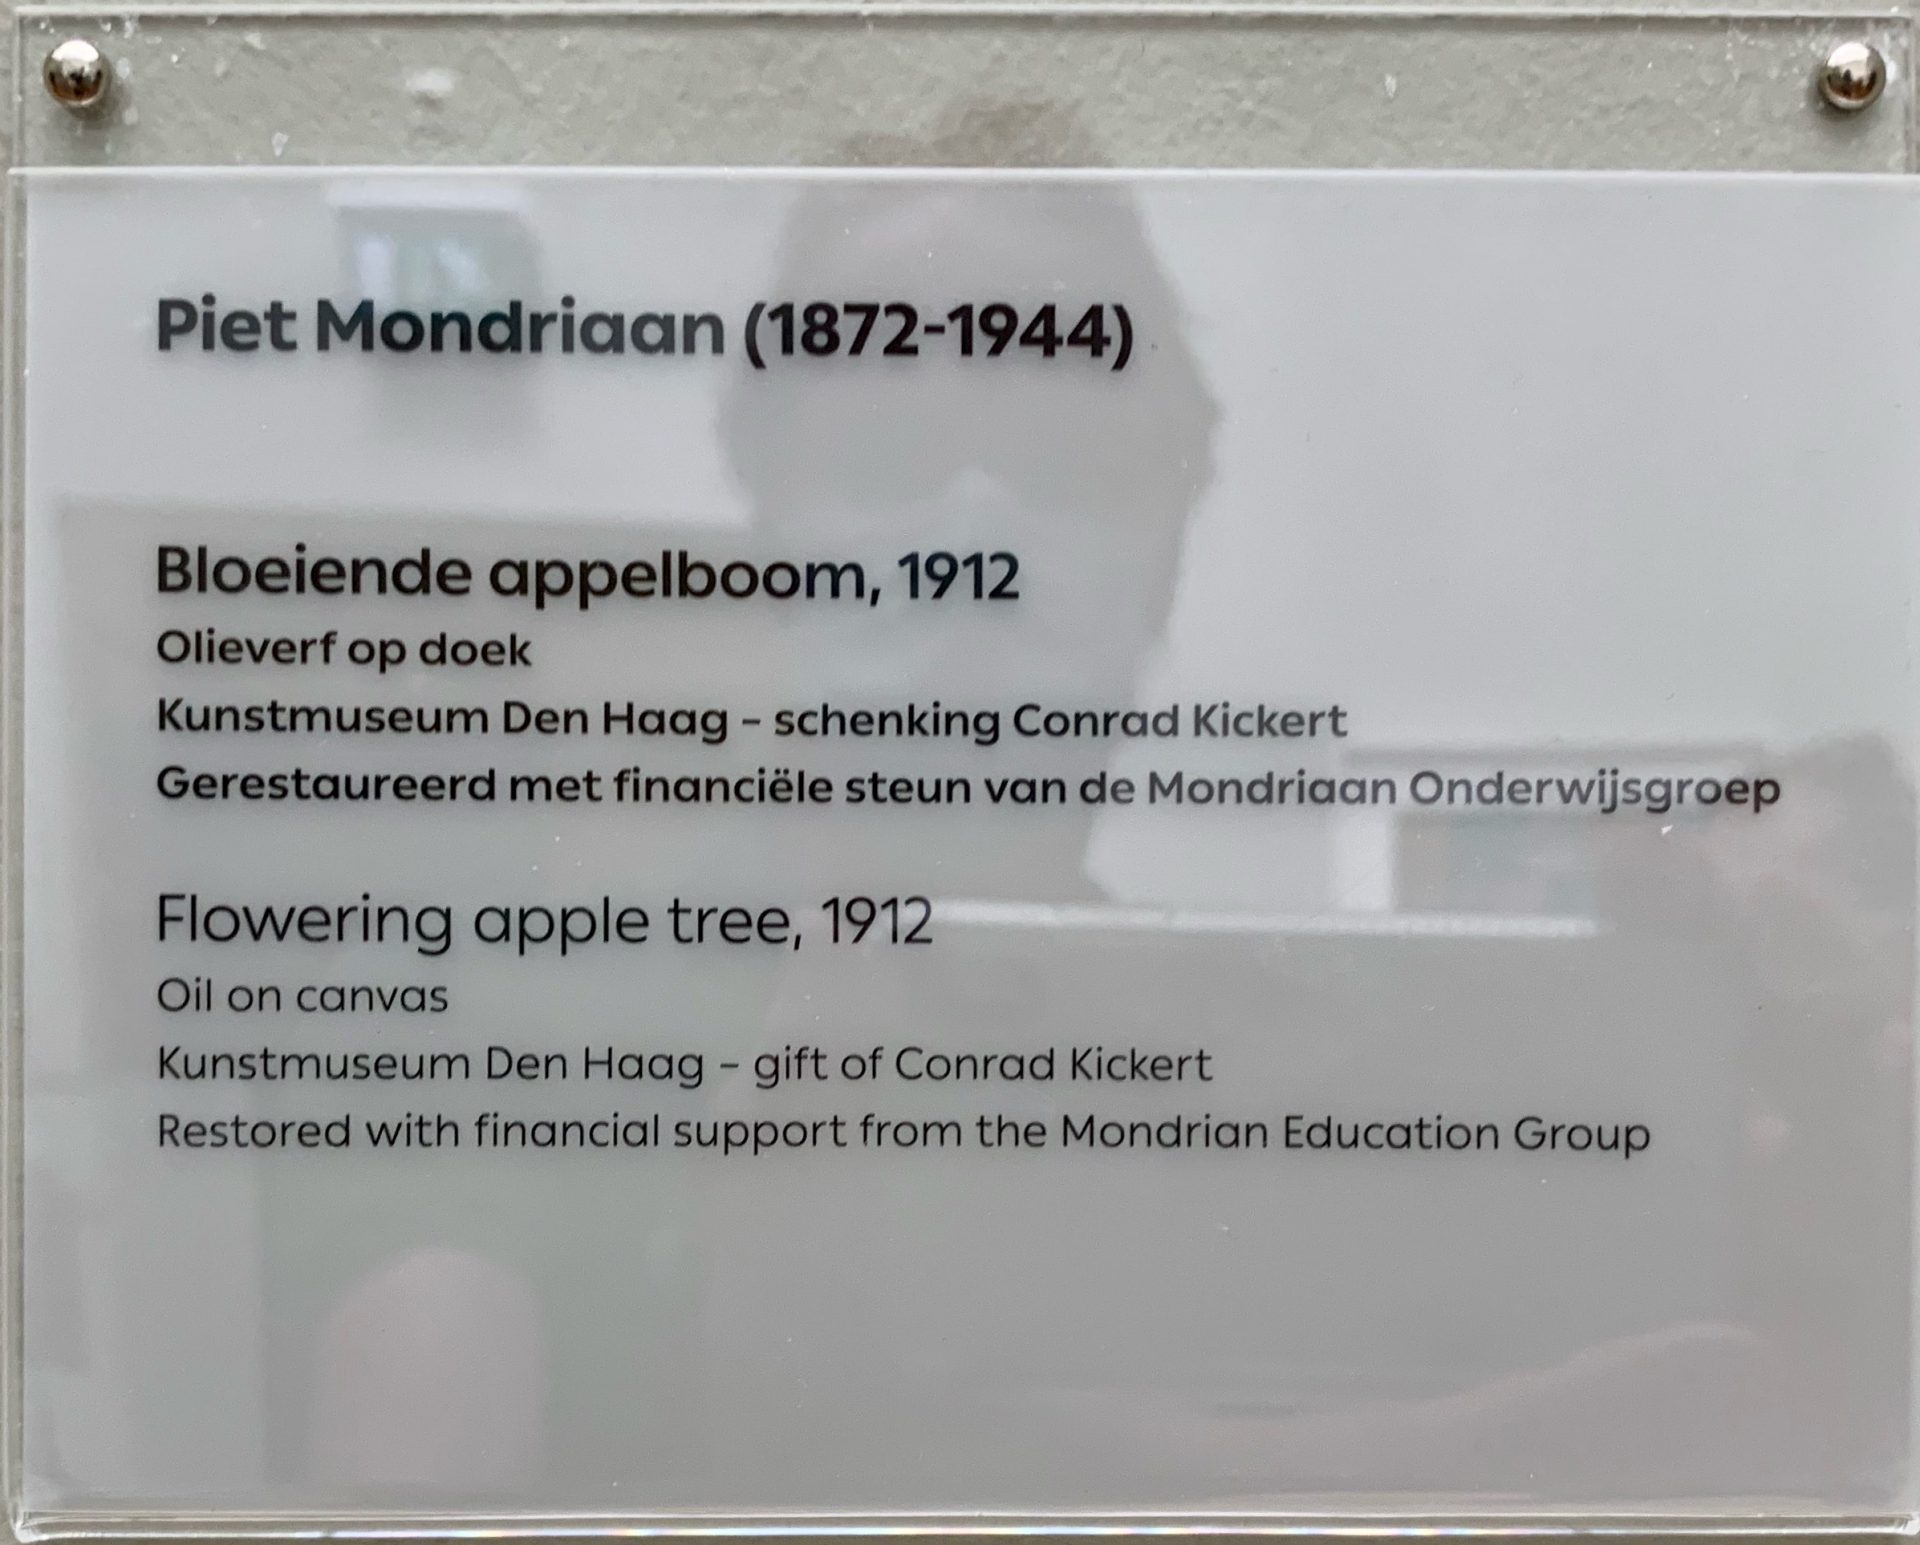 Piet Mondriaan (1872-1944)
Bloeiende appelboom, 1912
Olieverf op doek
Kunstmuseum Den Haag – schenking Conrad Kickert
Gerestaureerd met financiële steun van de Mondriaan Onderwijsgroep
Flowering apple tree, 1912
Oil on canvas
Kunstmuseum Den Haag – gift of Conrad Kickert
Restored with financial support from the Mondrian Education Group